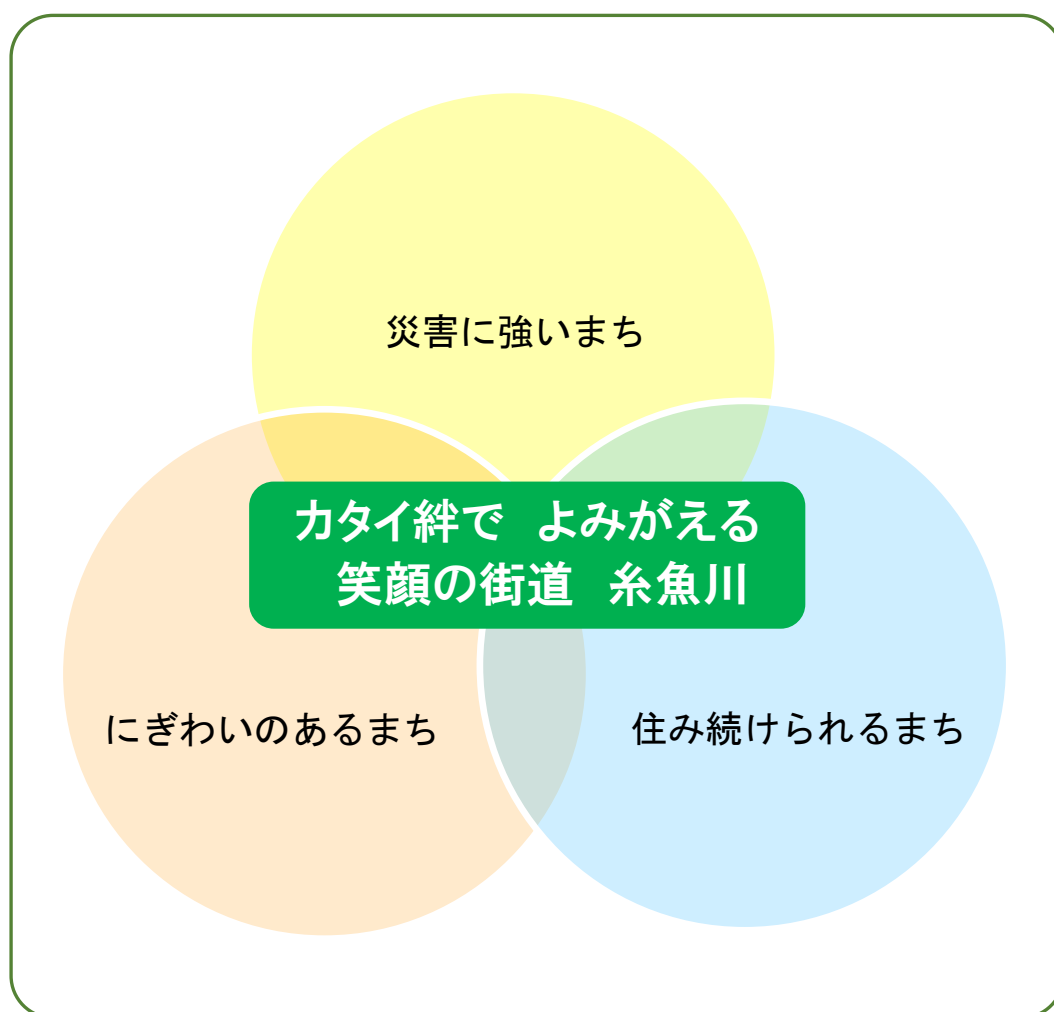 災害に強いまち
カタイ絆で　よみがえる
笑顔の街道　糸魚川
にぎわいのあるまち
住み続けられるまち